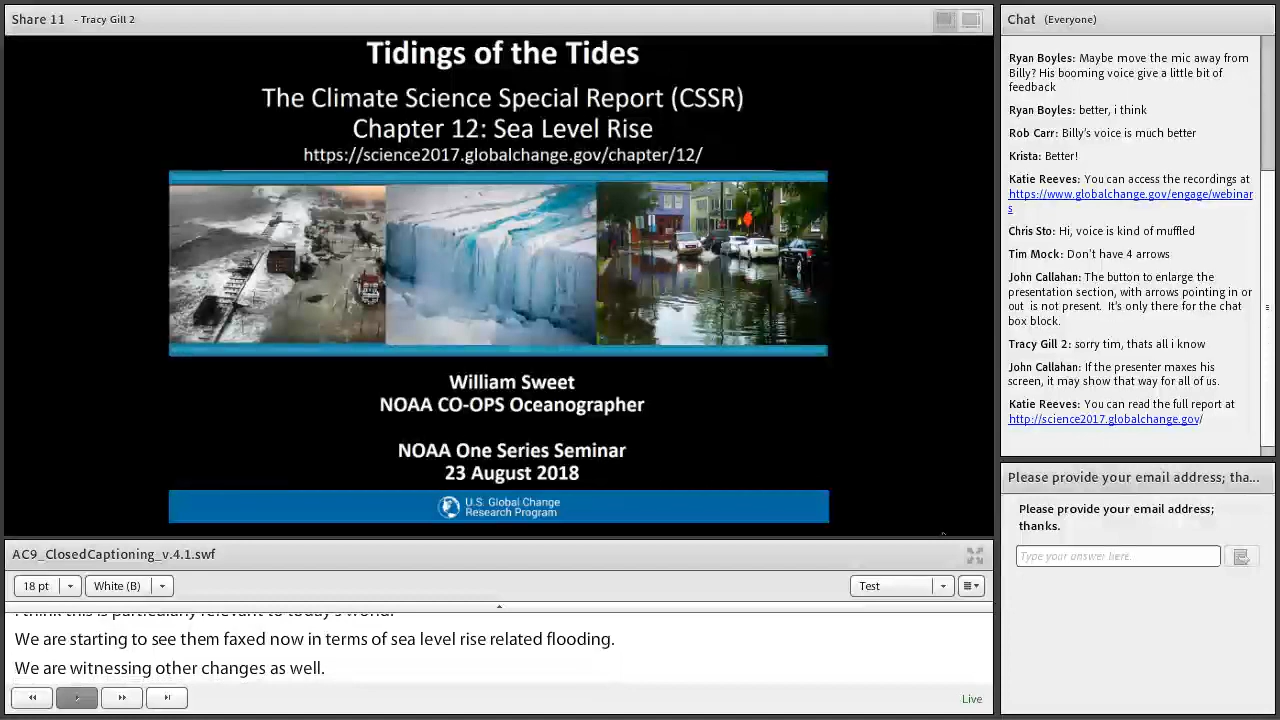 Share 11 - Tracy Gill 2
Tidings of the Tides
The Climate Science Special Report (CSSR)
Chapter 12: Sea Level Rise
https://science2017.globalchange.gov/chapter/12/
William Sweet
NOAA CO-OPS Oceanographer
NOAA One Series Seminar
23 August 2018
U.S. Global Change
Research Program
AC9_ClosedCaptioning_v.4.1.swf
18 pt
White (B)
Test
I think this is particularly relevant to today's world.
We are starting to see them faxed now in terms of sea level rise related flooding.
We are witnessing other changes as well.
Live
Chat (Everyone)
Ryan Boyles: Maybe move the mic away from
Billy? His booming voice give a little bit of
feedback
Ryan Boyles: better, i think
Rob Carr: Billy's voice is much better
Krista: Better!
Katie Reeves: You can access the recordings at
https://www.globalchange.gov/engage/webinar
s
Chris Sto: Hi, voice is kind of muffled
Tim Mock: Don't have 4 arrows
John Callahan: The button to enlarge the
presentation section, with arrows pointing in or
out is not present. It's only there for the chat
box block.
Tracy Gill 2: sorry tim, thats all i know
John Callahan: If the presenter maxes his
screen, it may show that way for all of us.
Katie Reeves: You can read the full report at
http://science2017.globalchange.gov/
Please provide your email address; tha...
Please provide your email address;
thanks.
Type your answer here.